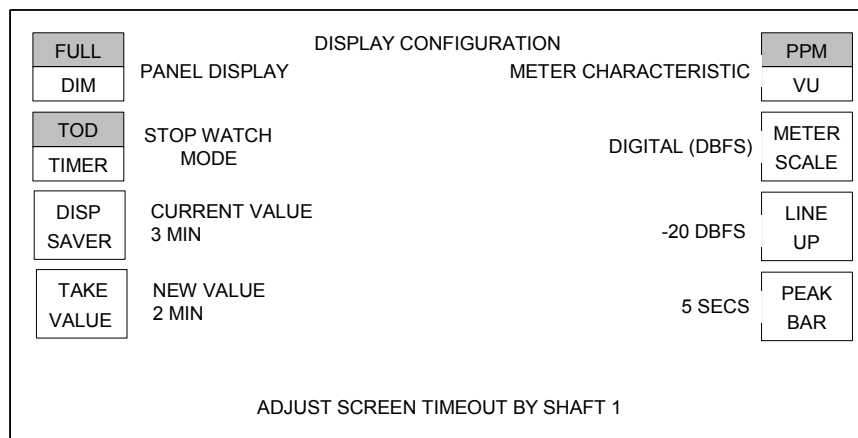 DISPLAY CONFIGURATION
FULL
DIM
PANEL DISPLAY
METER CHARACTERISTIC
PPM
VU
TOD
TIMER
STOP WATCH
MODE
DIGITAL (DBFS)
METER
SCALE
DISP
SAVER
CURRENT VALUE
3 MIN
-20 DBFS
LINE
UP
TAKE
VALUE
NEW VALUE
2 MIN
5 SECS
PEAK
BAR
ADJUST SCREEN TIMEOUT BY SHAFT 1